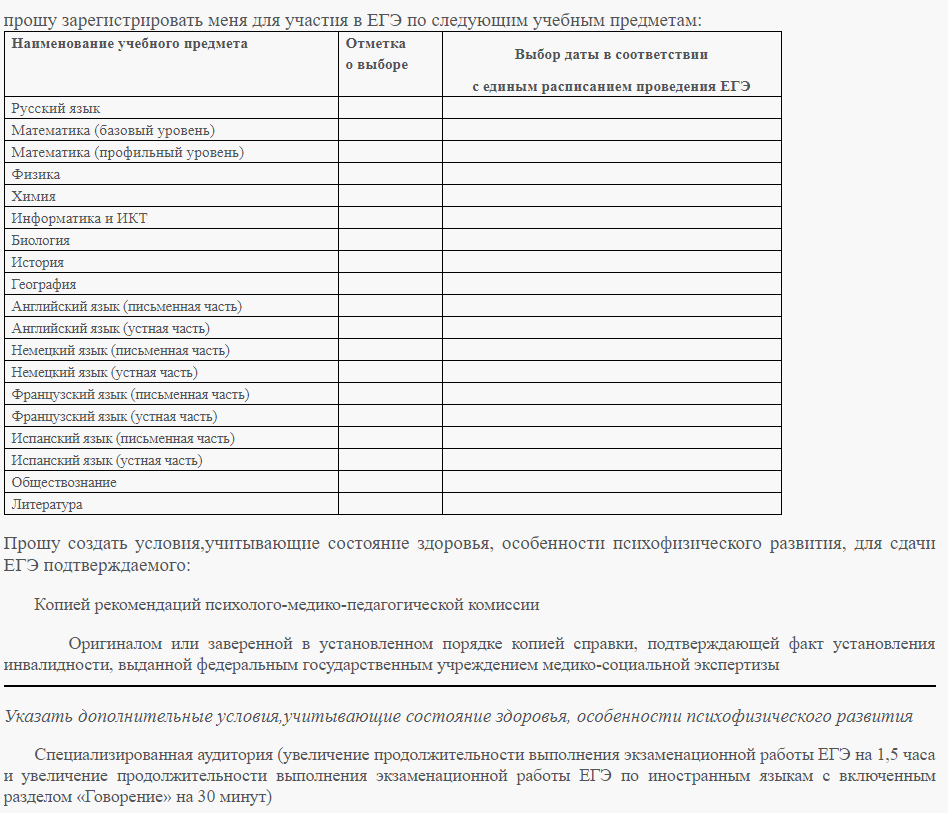 прошу зарегистрировать меня для участия в ЕГЭ по следующим учебным предметам:
Наименование учебного предмета
Отметка
о выборе
Выбор даты в соответствии
с единым расписанием проведения ЕГЭ
Русский язык
Математика (базовый уровень)
Математика (профильный уровень)
Физика
Химия
Информатика и ИКТ
Биология
История
География
Английский язык (письменная часть)
Английский язык (устная часть)
Немецкий язык (письменная часть)
Немецкий язык (устная часть)
Французский язык (письменная часть)
Французский язык (устная часть)
Испанский язык (письменная часть)
Испанский язык (устная часть)
Обществознание
Литература
Прошу создать условия,учитывающие состояние здоровья, особенности психофизического развития, для сдачи
ЕГЭ подтверждаемого:
Копией рекомендаций психолого-медико-педагогической комиссии
Оригиналом или заверенной в установленном порядке копией справки, подтверждающей факт установления
инвалидности, выданной федеральным государственным учреждением медико-социальной экспертизы
Указать дополнительные условия,учитывающие состояние здоровья, особенности психофизического развития
Специализированная аудитория (увеличение продолжительности выполнения экзаменационной работы ЕГЭ на 1,5 часа
и увеличение продолжительности выполнения экзаменационной работы ЕГЭ по иностранным языкам с включенным
разделом «Говорение» на 30 минут)